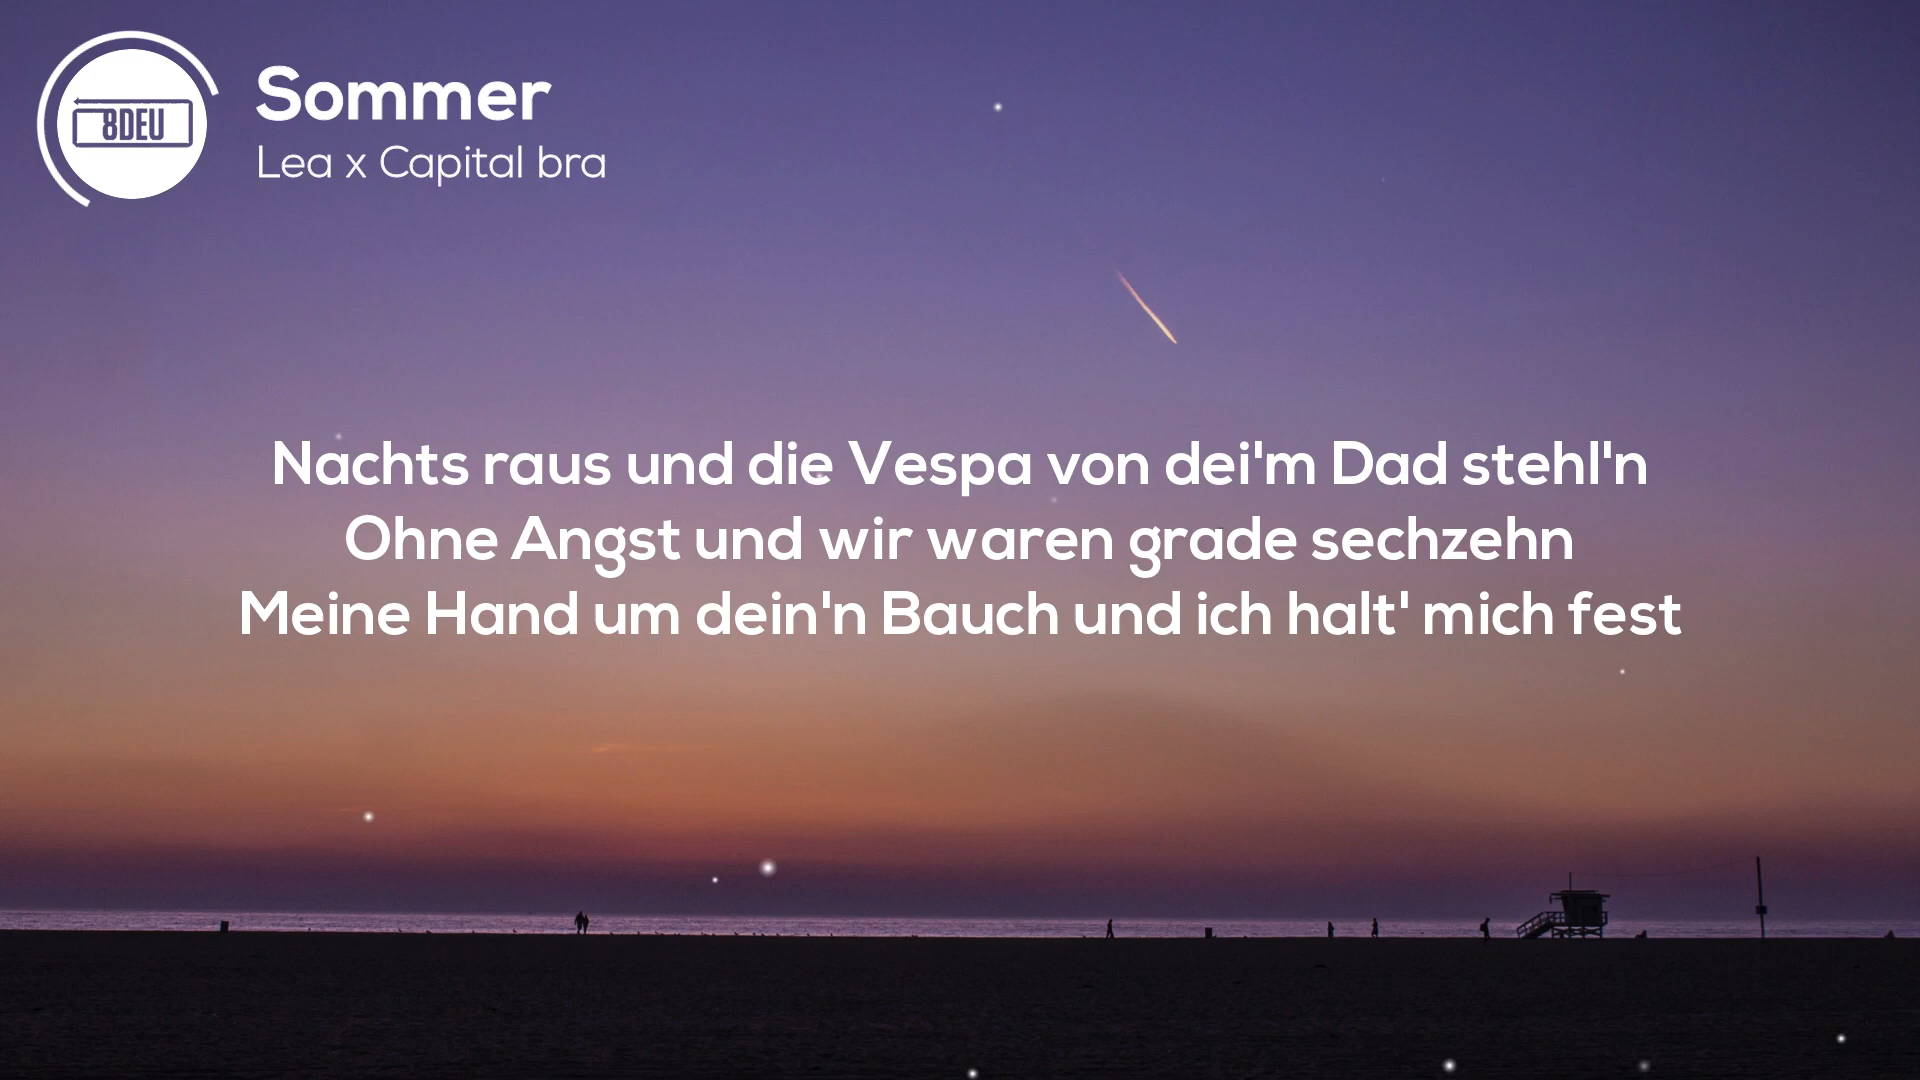 8DEU
Sommer
Lea x Capital bra
Nachts raus und die Vespa von dei'm Dad stehl'n
Ohne Angst und wir waren grade sechzehn
Meine Hand um dein'n Bauch und ich halt' mich fest